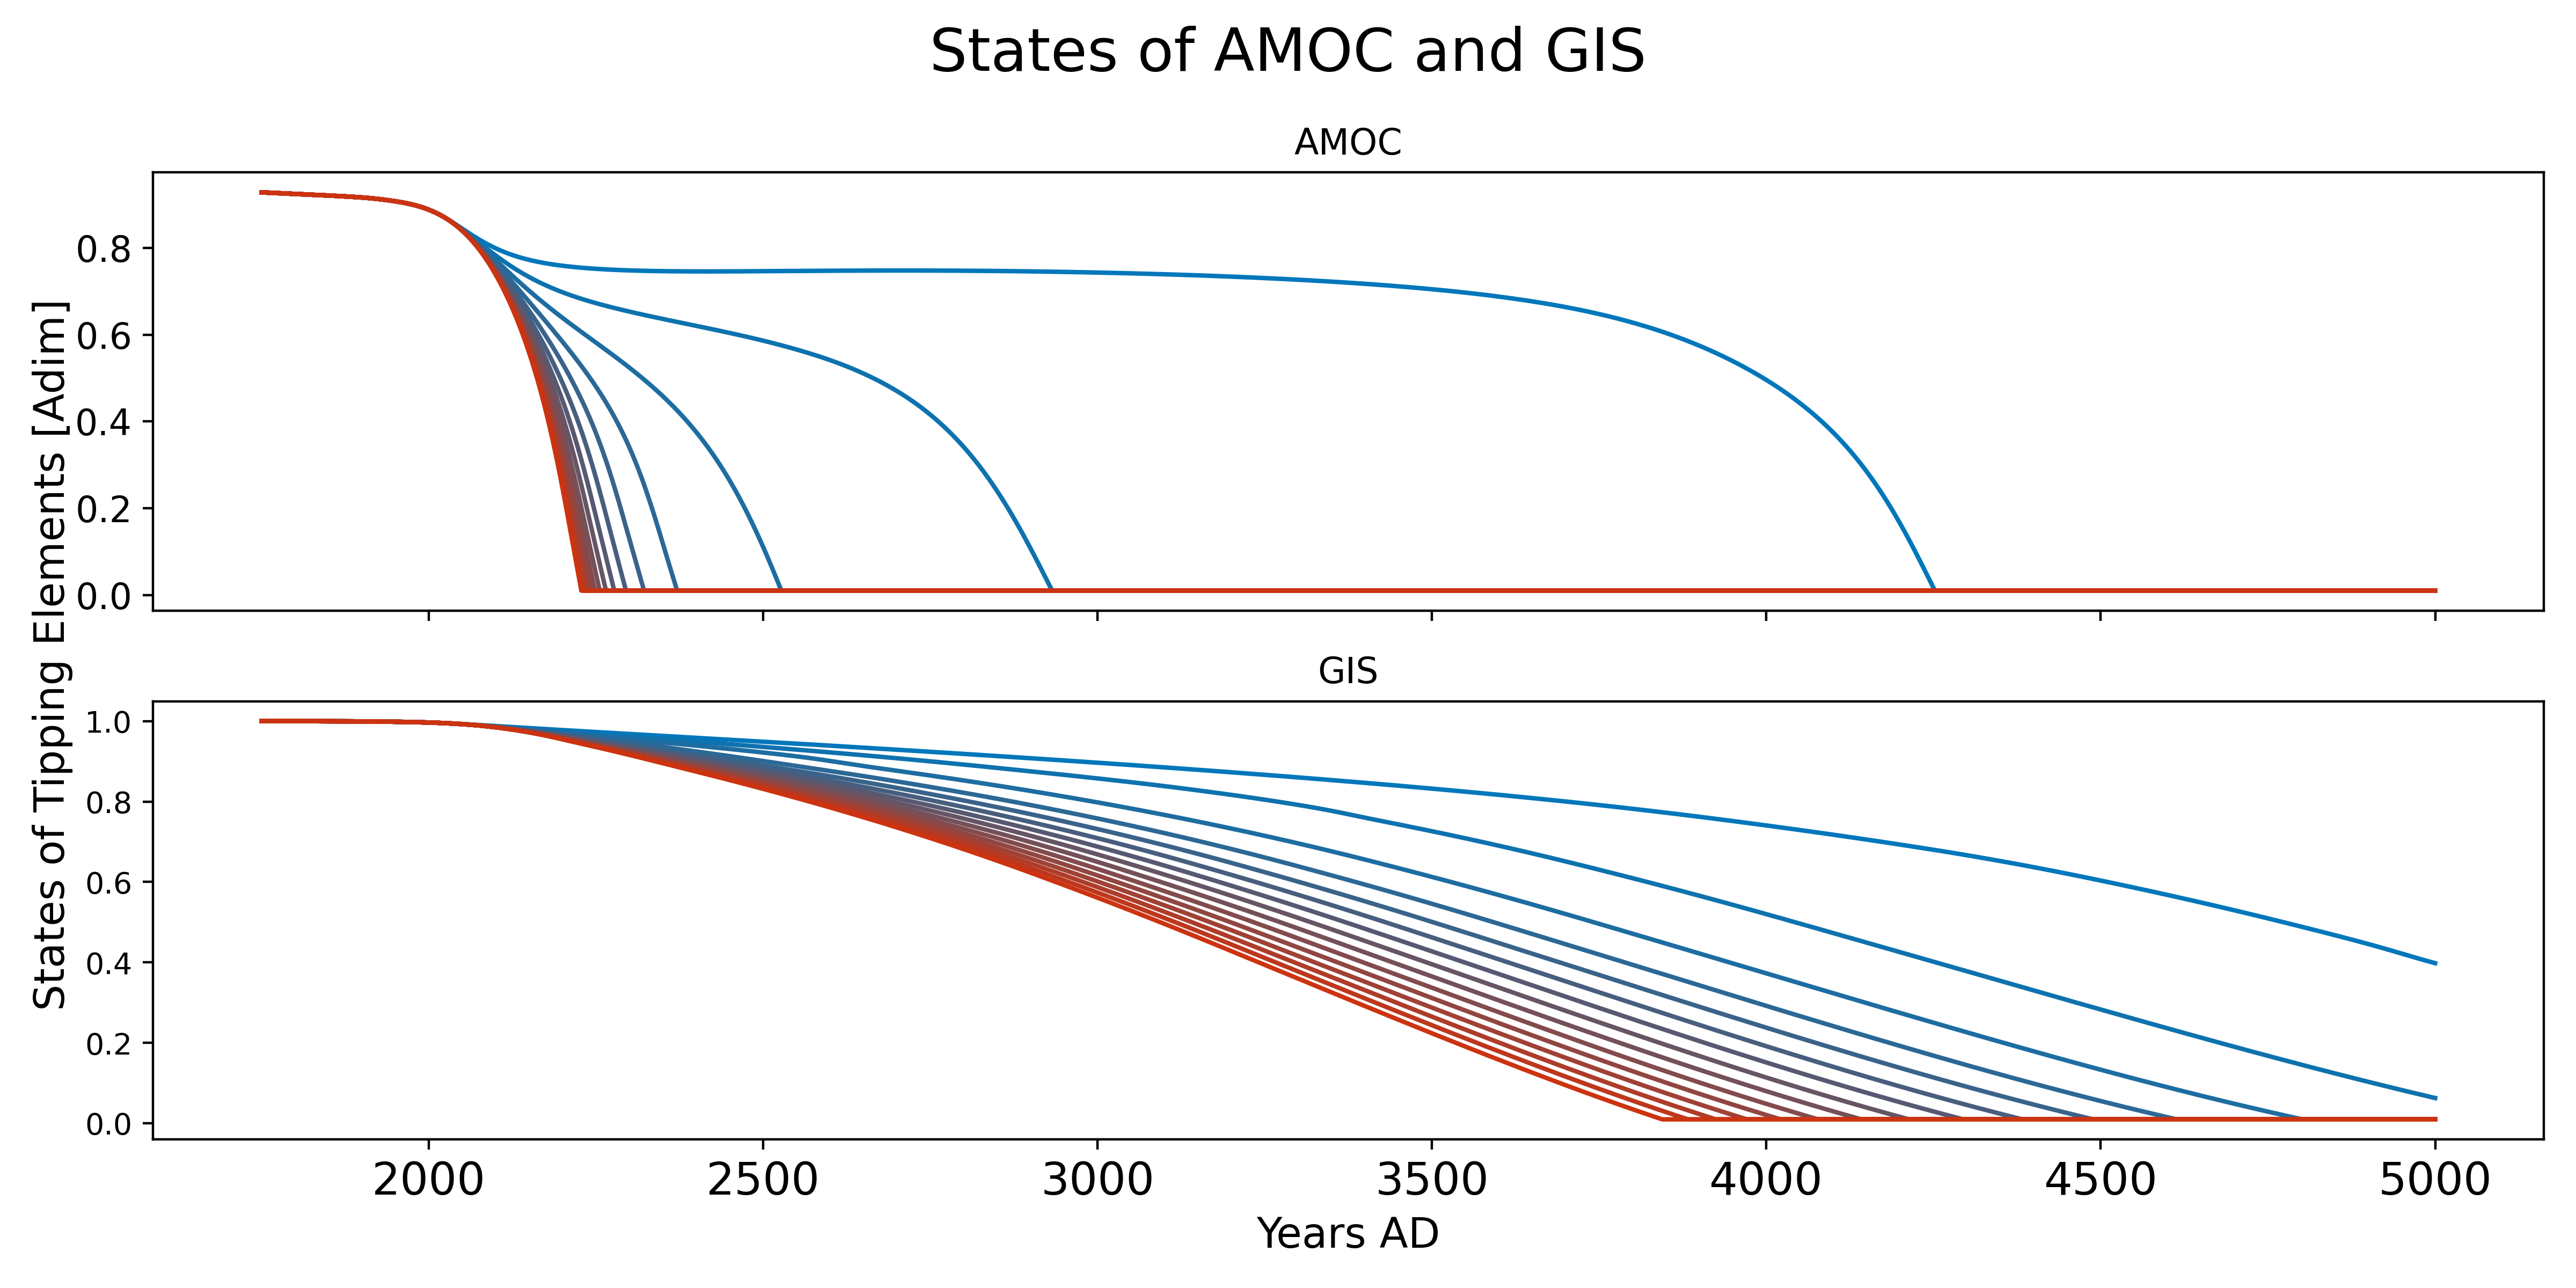 States of AMOC and GIS
AMOC
0.8
0.6
0.4
0.2
0.0
States of Tipping Elements [Adim]
GIS
1.0
0.8
0.6
0.4
0.2
0.0
2000 2500 3000 3500 4000 4500 5000
Years AD